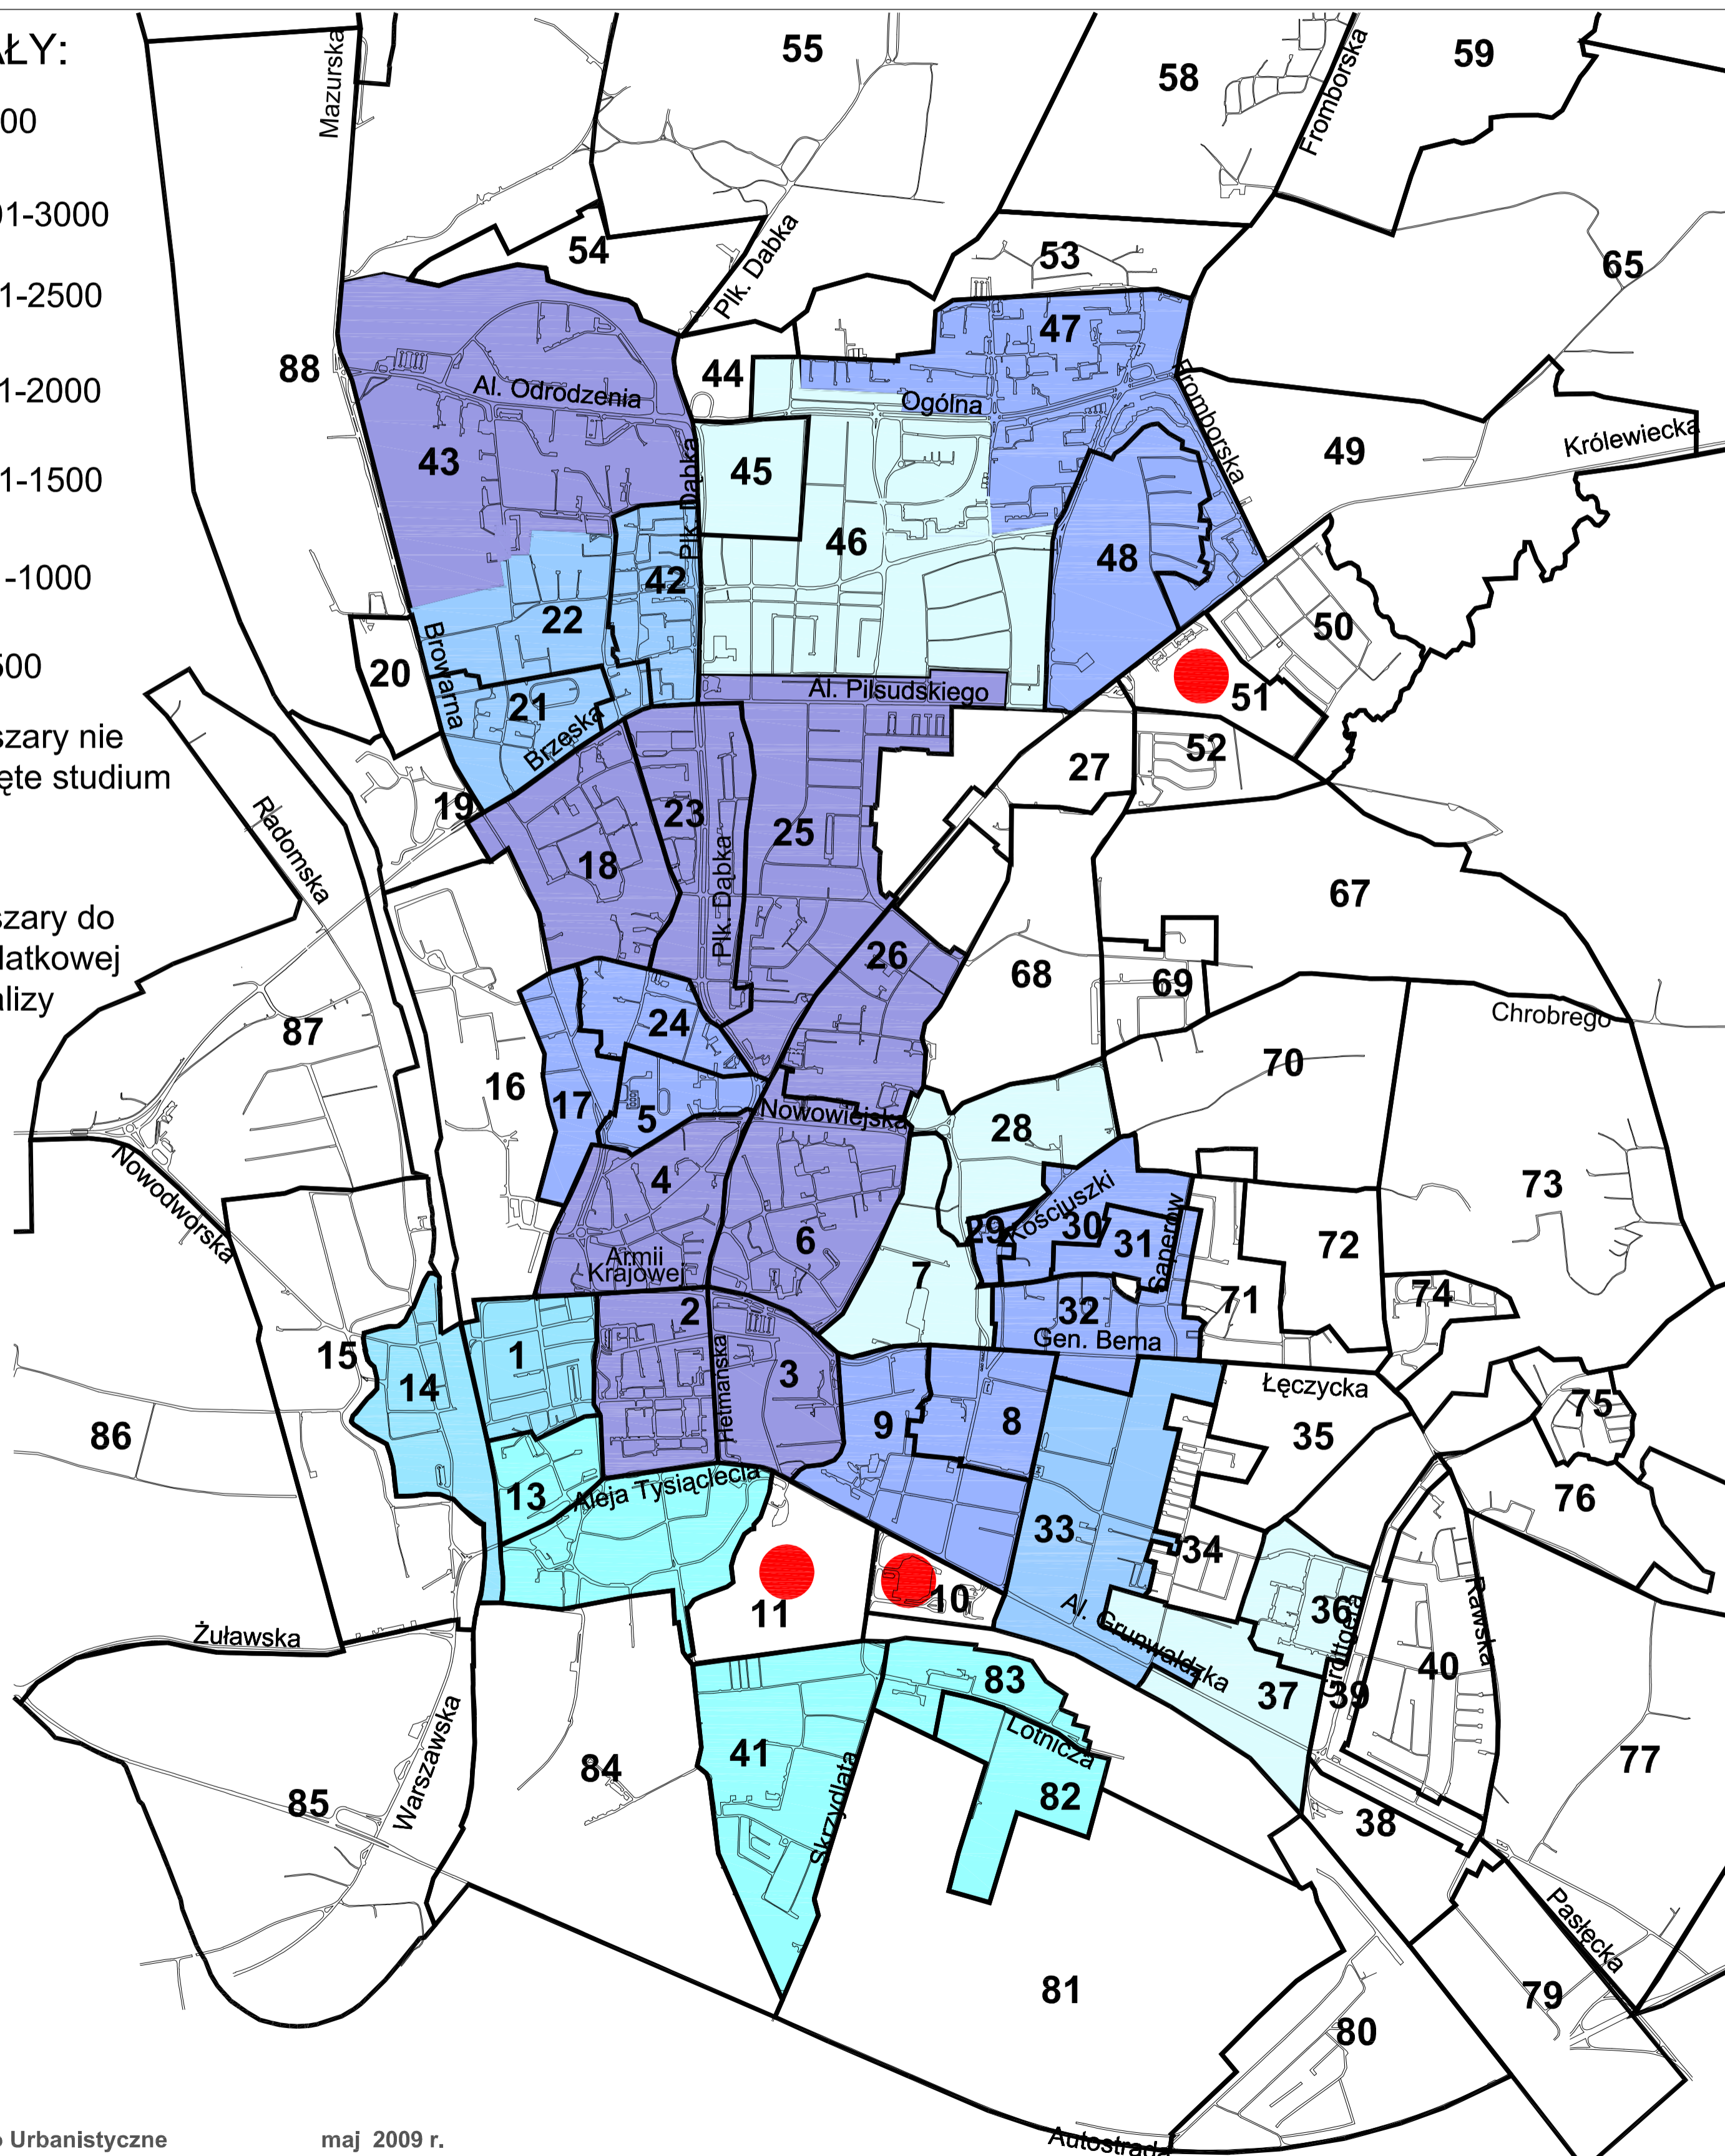 AŁY:
00
01-3000
1-2500
1-2000
1-1500
1-1000
500
szary nie
ęte studium
szary do
datkowej
alizy
55
58
59
Mazurska
Fromborska
54
Plk. Dabka
53
65
47
88
44
Al. Odrodzenia
Ogólna
Fromborska
Królewiecka
43
Plk. Dąbka
45
49
46
48
42
22
50
20
Browarna
Al. Pilsudskiego
51
21
Brzeska
52
27
19
23
25
Radomska
18
Plk. Dąbka
67
26
68
69
87
24
Chrobrego
70
16
17
5
Nowowiejska
28
Nowodworska
4
Kościuszki
73
29
30
31
Saperów
72
6
Armii
Krajowej
7
71
74
2
32
Gen. Bema
15
1
Hetmańska
3
Łęczycka
14
75
86
9
8
35
13
Aleja Tysiąclecia
76
33
34
11
10
36
Al. Grunwaldzka
Grottgera
Rawska
Żuławska
83
37
39
40
Warszawska
41
Lotnicza
84
82
77
85
Skrzydlata
38
81
Pasłęcka
79
80
Autostrada
o Urbanistyczne
maj 2009 r.